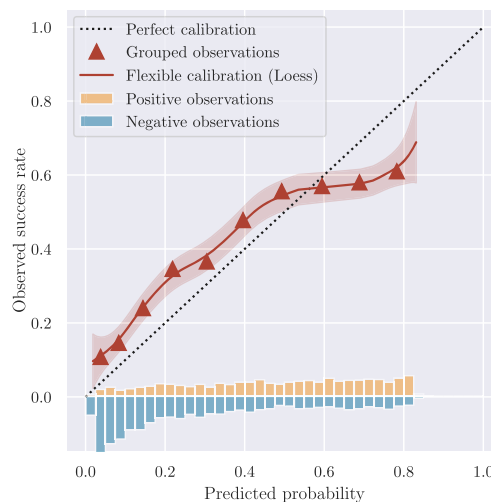 Perfect calibration
Grouped observations
Flexible calibration (Loess)
Positive observations
Negative observations
Observed success rate
1.0
0.8
0.6
0.4
0.2
0.0
0.0 0.2 0.4 0.6 0.8 1.0
Predicted probability